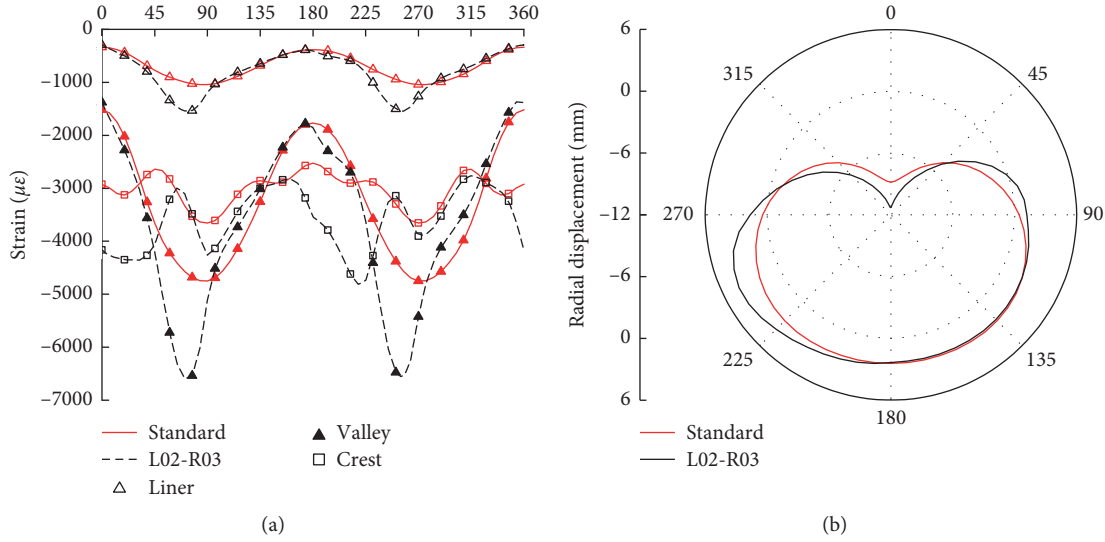 0 45 90 135 180 225 270 315 360
0
−1000
−2000
−3000
−4000
−5000
−6000
−7000
Strain (με)
Standard
L02-R03
Liner
Valley
Crest
(a)
6
0
−6
−12
−6
0
6
Radial displacement (mm)
0
45
90
135
180
225
270
315
Standard
L02-R03
(b)